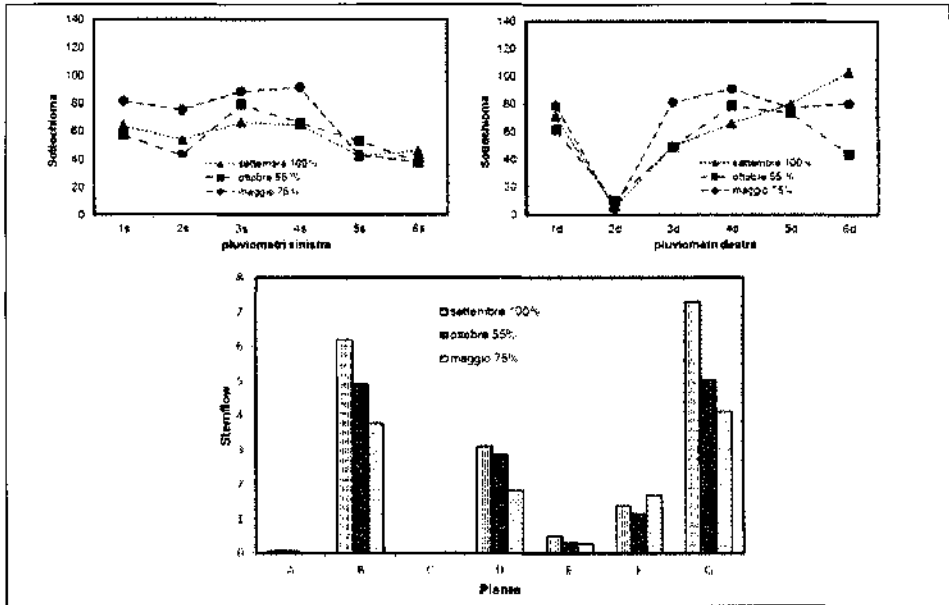 140
120
100
80
60
40
20
0
Sottochioma
settembre 100%
ottobre 55 %
maggio 75%
1s 2s 3s 4s 5s 6s
pluviometri sinistra
140
120
100
80
60
40
20
0
Sottochioma
settembre 100%
ottobre 55 %
maggio 75%
1d 2d 3d 4d 5d 6d
pluviometri destra
8
7
6
5
4
3
2
1
0
Stemflow
settembre 100%
ottobre 55%
maggio 75%
A B C D E F G
Piante